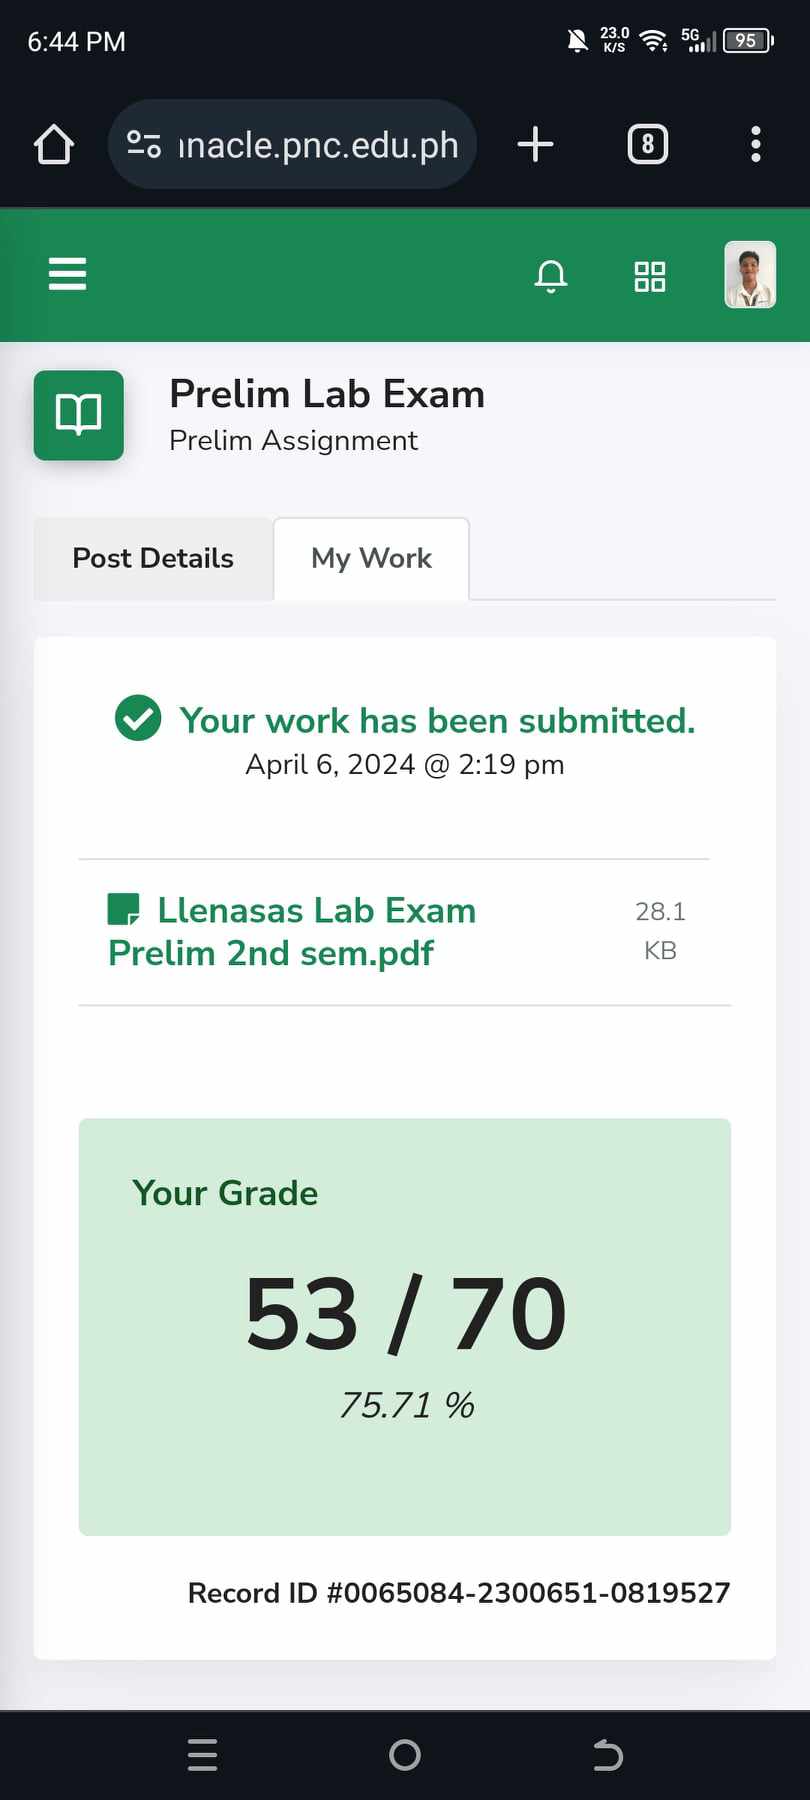 6:44 PM
23.0
K/S
5G
95
nacle.pnc.edu.ph
8
Prelim Lab Exam
Prelim Assignment
Post Details
My Work
Your work has been submitted.
April 6, 2024 @ 2:19 pm
Llenasas Lab Exam
Prelim 2nd sem.pdf
28.1
KB
Your Grade
53 / 70
75.71 %
Record ID #0065084-2300651-0819527